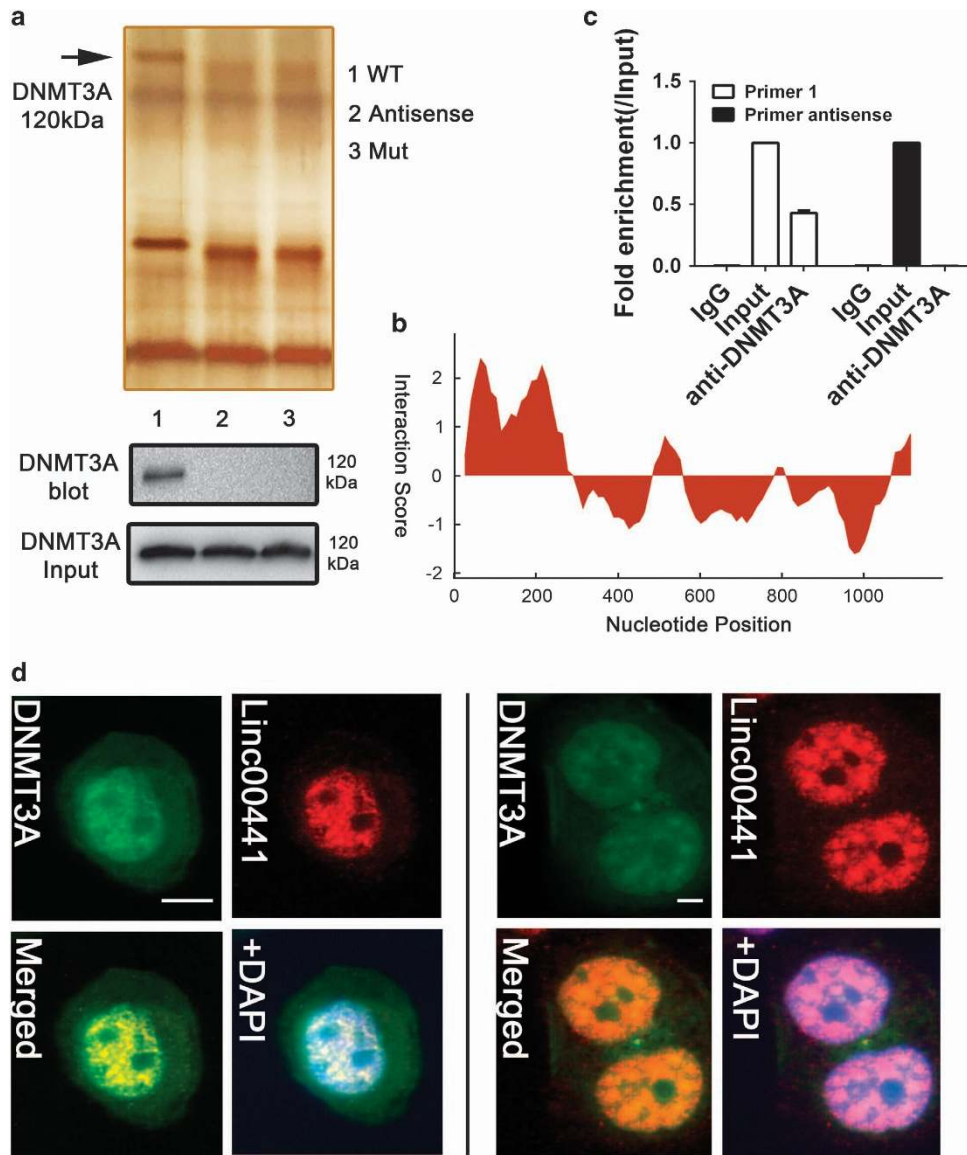 a
DNMT3A
120kDa
1 WT
2 Antisense
3 Mut
1 2 3
DNMT3A
blot
120
kDa
DNMT3A
Input
120
kDa
c
Fold enrichment(/Input)
1.5
1.0
0.5
0.0
Primer 1
Primer antisense
IgG
Input
anti-DNMT3A
IgG
Input
anti-DNMT3A
b
Interaction Score
2
1
0
-1
-2
0 200 400 600 800 1000
Nucleotide Position
d
DNMT3A
Linc00441
Merged
+DAPI
DNMT3A
Linc00441
Merged
+DAPI